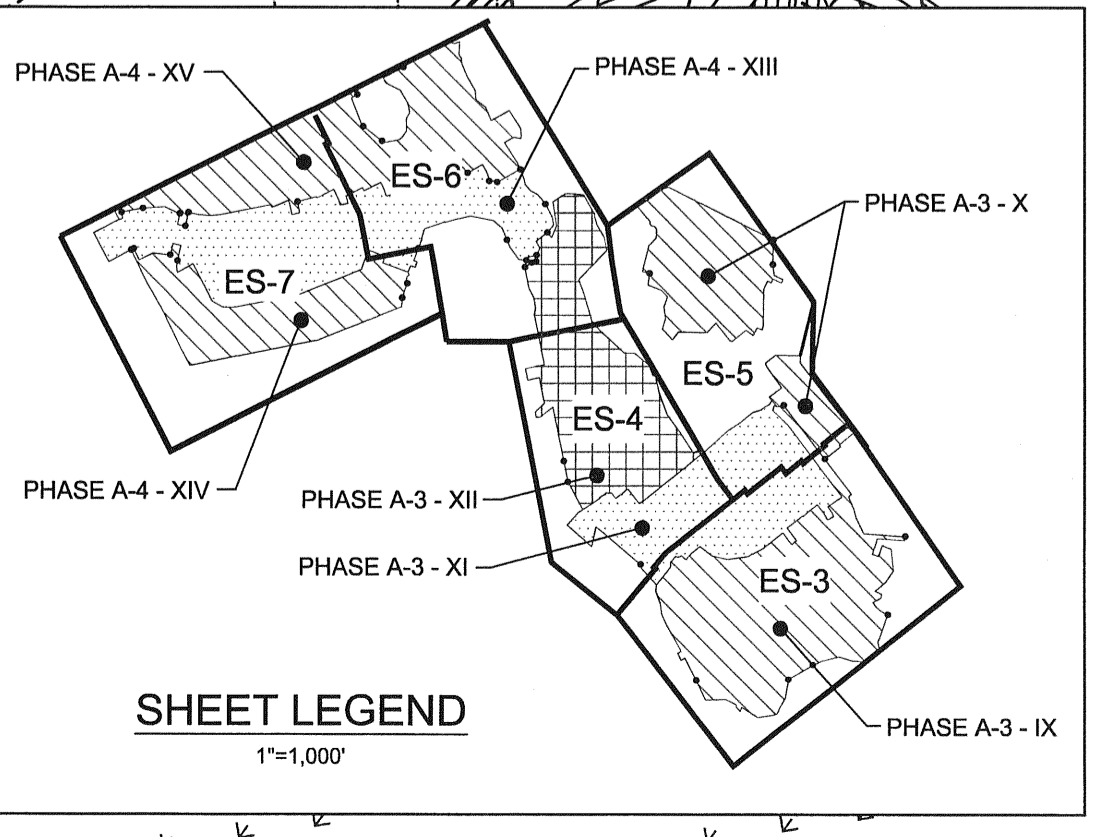 PHASE A-4 - XV
PHASE A-4 - XIII
ES-6
PHASE A-3 - X
ES-7
ES-5
ES-4
PHASE A-4 - XIV
PHASE A-3 - XII
PHASE A-3 - XI
ES-3
SHEET LEGEND
1"=1,000'
PHASE A-3 - IX